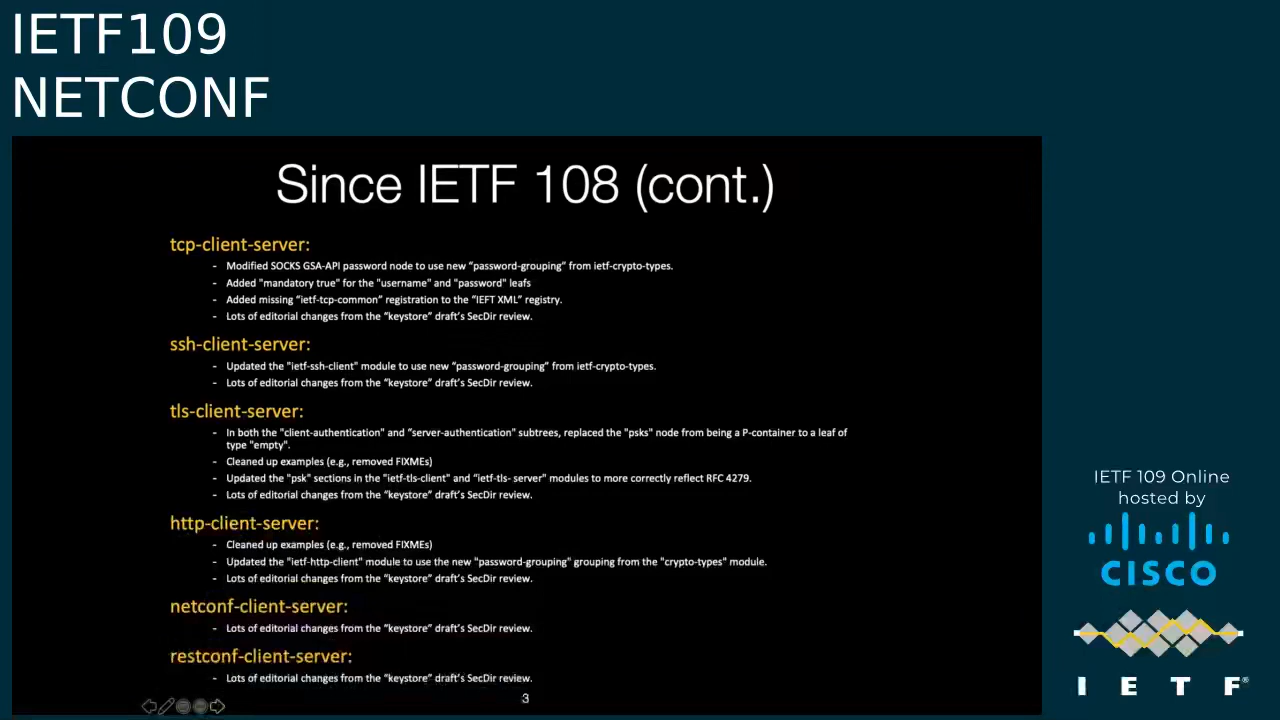 IETF109
NETCONF
Since IETF 108 (cont.)
tcp-client-server:
- Modified SOCKS GSA-API password node to use new “password-grouping” from ietf-crypto-types.
- Added "mandatory true" for the "username" and "password" leafs
- Added missing “ietf-tcp-common” registration to the “IEFT XML” registry.
- Lots of editorial changes from the “keystore” draft’s SecDir review.
ssh-client-server:
- Updated the "ietf-ssh-client" module to use new “password-grouping” from ietf-crypto-types.
- Lots of editorial changes from the “keystore” draft’s SecDir review.
tls-client-server:
- In both the "client-authentication" and “server-authentication" subtrees, replaced the "psks" node from being a P-container to a leaf of
type "empty".
- Cleaned up examples (e.g., removed FIXMEs)
- Updated the "psk" sections in the "ietf-tls-client" and “ietf-tls- server" modules to more correctly reflect RFC 4279.
- Lots of editorial changes from the “keystore” draft’s SecDir review.
http-client-server:
- Cleaned up examples (e.g., removed FIXMEs)
- Updated the "ietf-http-client" module to use the new "password-grouping" grouping from the "crypto-types" module.
- Lots of editorial changes from the “keystore” draft’s SecDir review.
netconf-client-server:
- Lots of editorial changes from the “keystore” draft’s SecDir review.
restconf-client-server:
- Lots of editorial changes from the “keystore” draft’s SecDir review.
3
IETF 109 Online
hosted by
CISCO
I E T F®